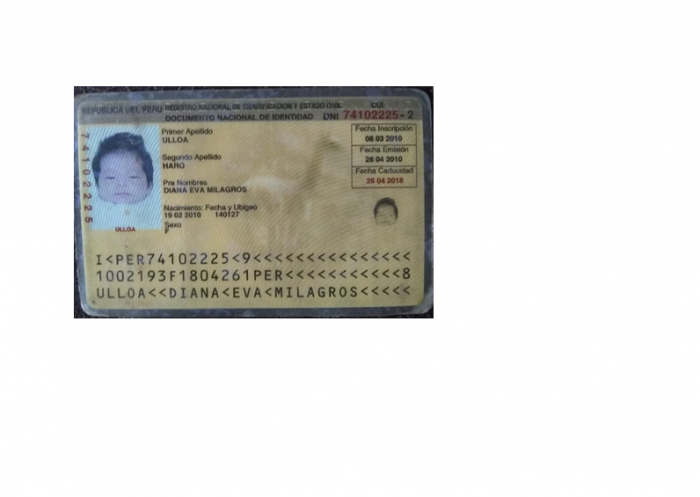 REPUBLICA DEL PERU REGISTRO NACIONAL DE IDENTIFICACION Y ESTADO CIVIL CUI
DOCUMENTO NACIONAL DE IDENTIDAD DNI 74102225 - 2
74102225
Primer Apellido
ULLOA
Segundo Apellido
HARO
Pre Nombres
DIANA EVA MILAGROS
Nacimiento: Fecha y Ubigeo
19 02 2010 140127
Sexo
F
Fecha Inscripción
08 03 2010
Fecha Emisión
26 04 2010
Fecha Caducidad
26 04 2018
ULLOA
I<PER74102225<9<<<<<<<<<<<<<<<
1002193F1804261PER<<<<<<<<<<<8
ULLOA<<DIANA<EVA<MILAGROS<<<<<